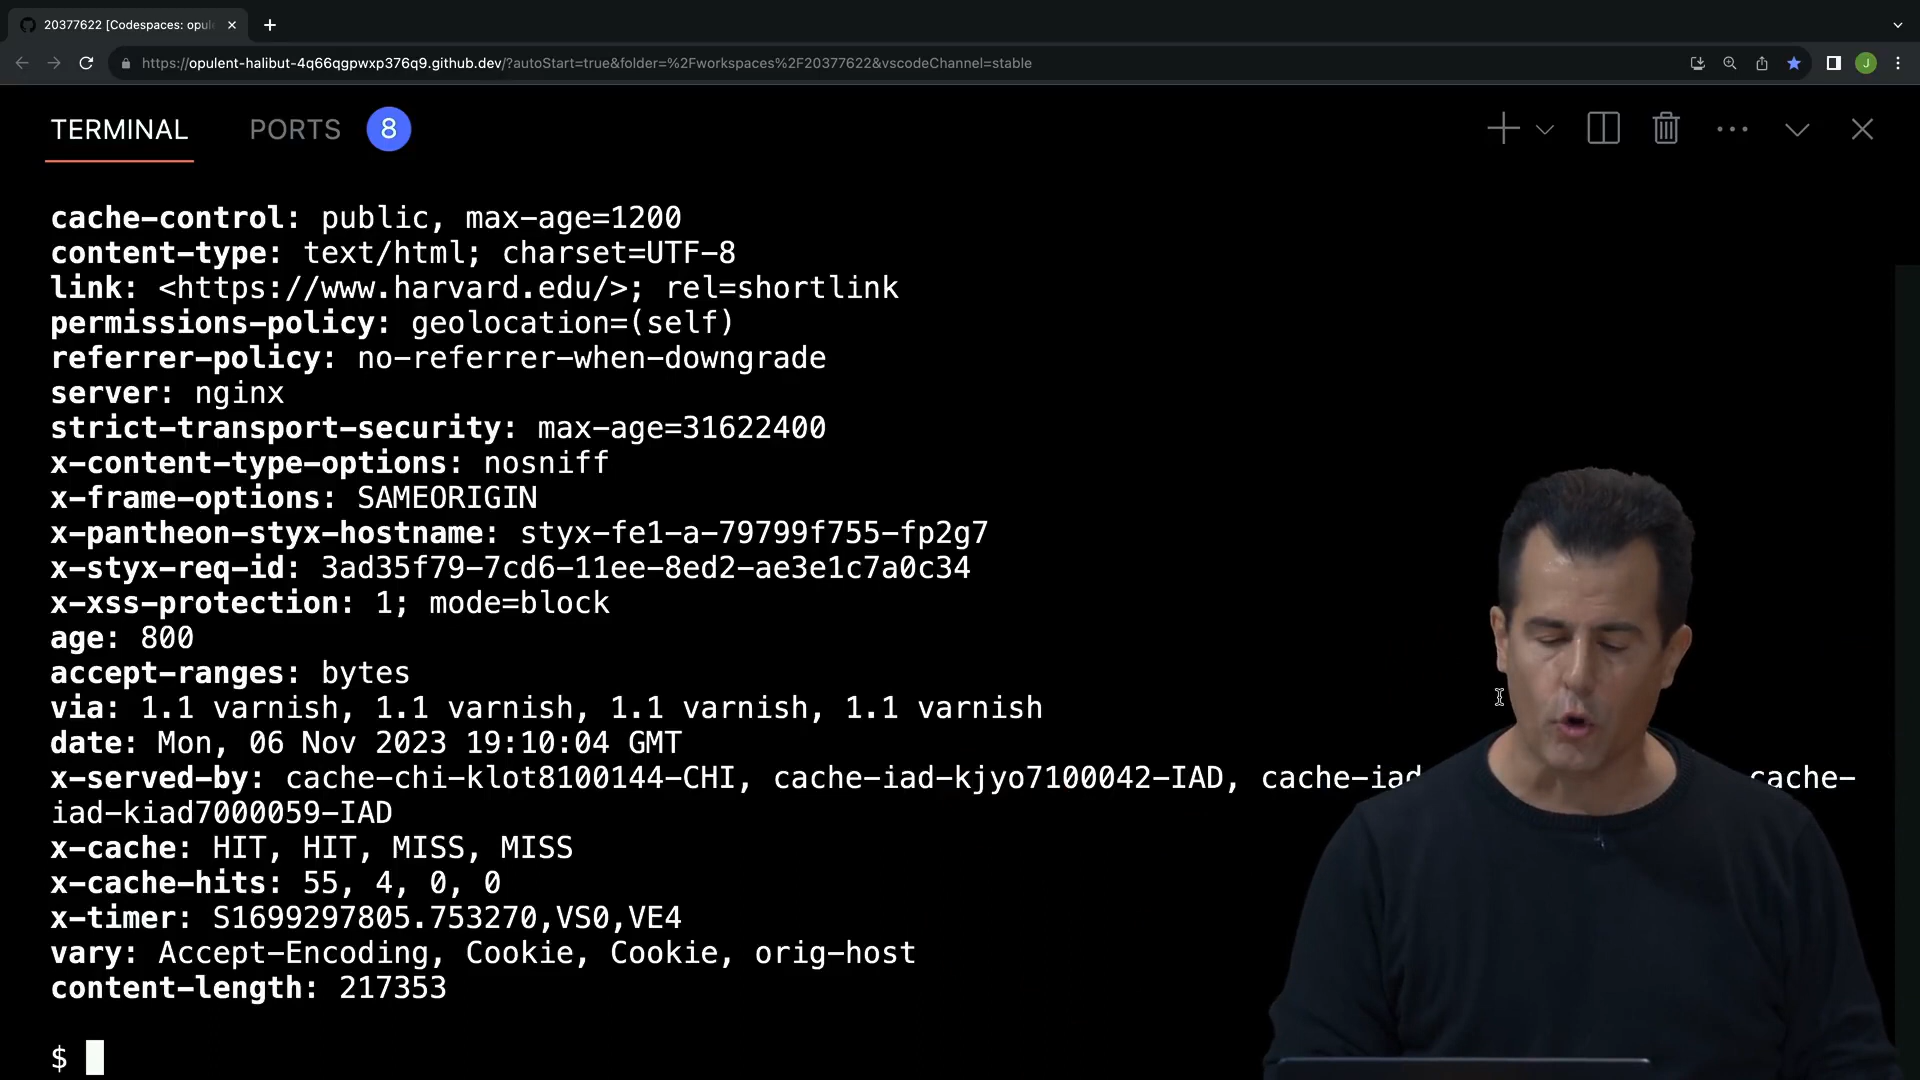 20377622 [Codespaces: opul
https://opulent-halibut-4q66qgpwxp376q9.github.dev/?autoStart=true&folder=%2Fworkspaces%2F20377622&vscodeChannel=stable
J
TERMINAL PORTS 8
cache-control: public, max-age=1200
content-type: text/html; charset=UTF-8
link: <https://www.harvard.edu/>; rel=shortlink
permissions-policy: geolocation=(self)
referrer-policy: no-referrer-when-downgrade
server: nginx
strict-transport-security: max-age=31622400
x-content-type-options: nosniff
x-frame-options: SAMEORIGIN
x-pantheon-styx-hostname: styx-fe1-a-79799f755-fp2g7
x-styx-req-id: 3ad35f79-7cd6-11ee-8ed2-ae3e1c7a0c34
x-xss-protection: 1; mode=block
age: 800
accept-ranges: bytes
via: 1.1 varnish, 1.1 varnish, 1.1 varnish, 1.1 varnish
date: Mon, 06 Nov 2023 19:10:04 GMT
x-served-by: cache-chi-klot8100144-CHI, cache-iad-kjyo7100042-IAD, cache-iad cache-
iad-kiad7000059-IAD
x-cache: HIT, HIT, MISS, MISS
x-cache-hits: 55, 4, 0, 0
x-timer: S1699297805.753270,VS0,VE4
vary: Accept-Encoding, Cookie, Cookie, orig-host
content-length: 217353
$